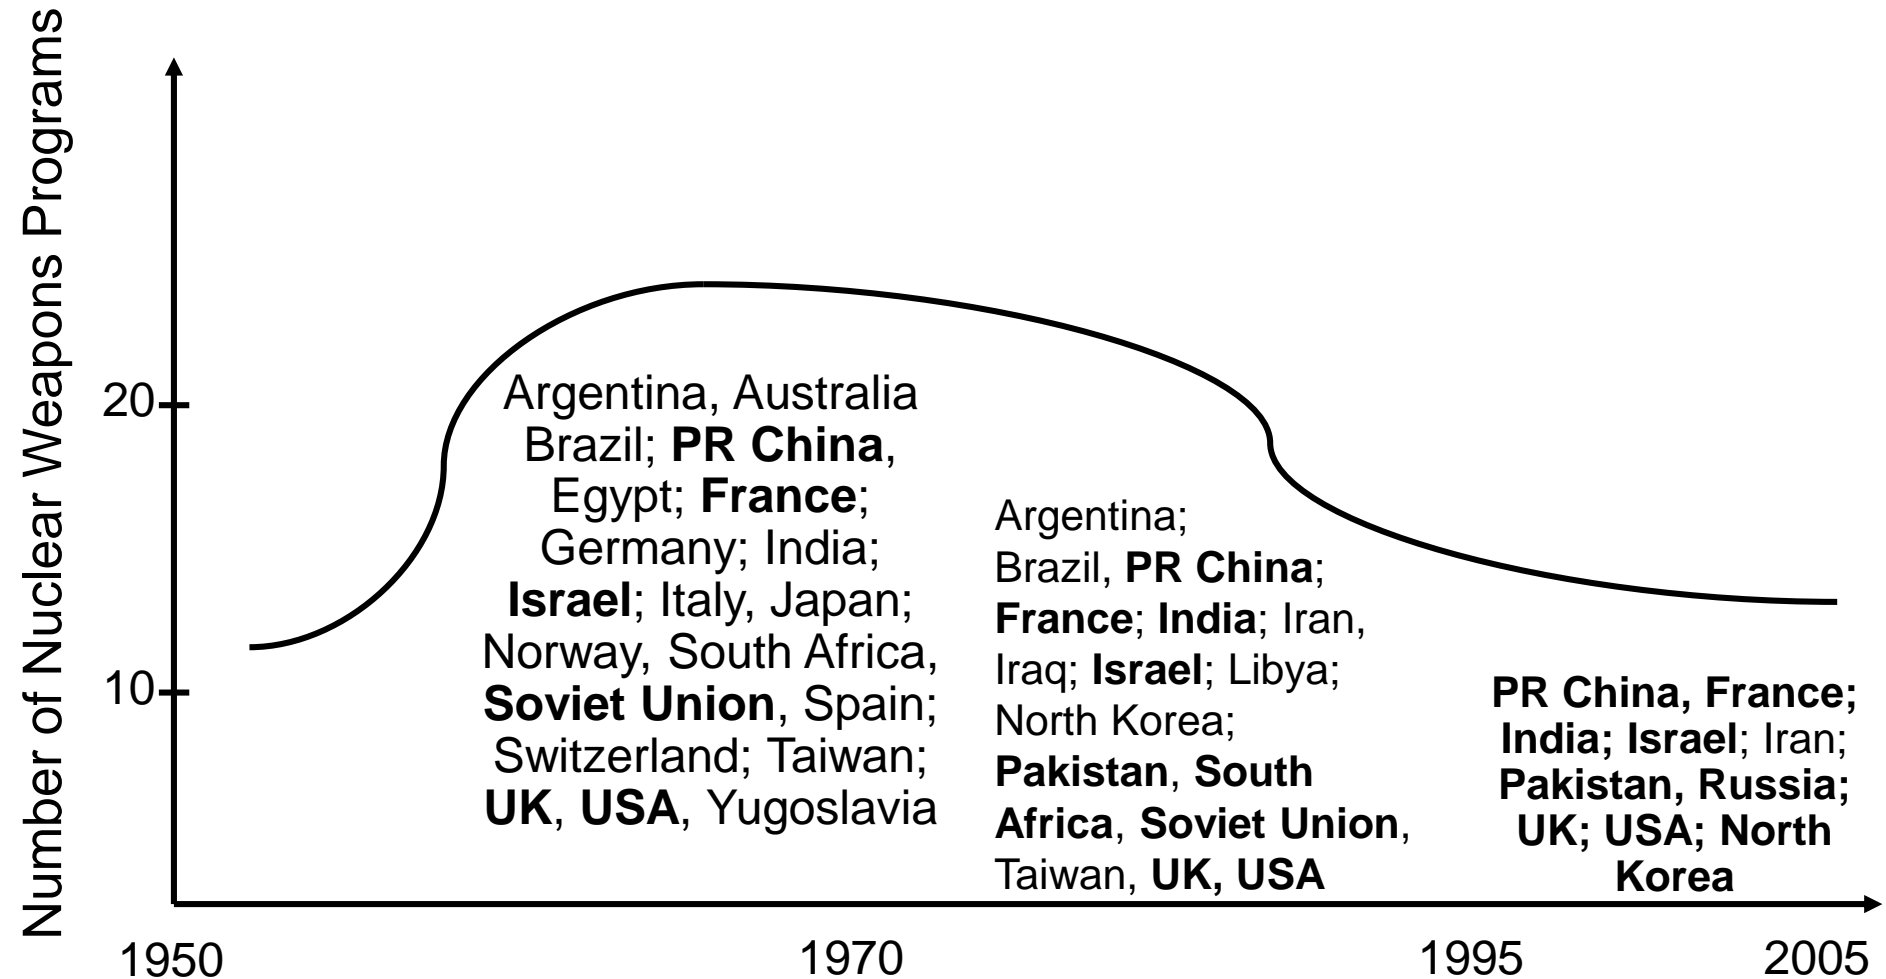 Number of Nuclear Weapons Programs
20
10
Argentina, Australia
Brazil; PR China,
Egypt; France;
Germany; India;
Israel; Italy, Japan;
Norway, South Africa,
Soviet Union, Spain;
Switzerland; Taiwan;
UK, USA, Yugoslavia
Argentina;
Brazil, PR China;
France; India; Iran,
Iraq; Israel; Libya;
North Korea;
Pakistan, South
Africa, Soviet Union,
Taiwan, UK, USA
PR China, France;
India; Israel; Iran;
Pakistan, Russia;
UK; USA; North
Korea
1950
1970
1995
2005